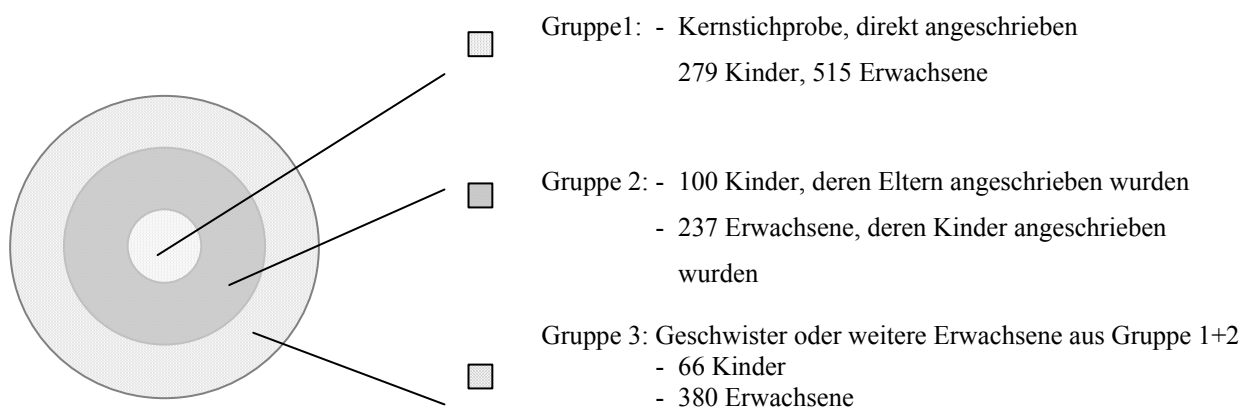 Gruppe1: - Kernstichprobe, direkt angeschrieben
279 Kinder, 515 Erwachsene
Gruppe 2: - 100 Kinder, deren Eltern angeschrieben wurden
- 237 Erwachsene, deren Kinder angeschrieben
wurden
Gruppe 3: Geschwister oder weitere Erwachsene aus Gruppe 1+2
- 66 Kinder
- 380 Erwachsene